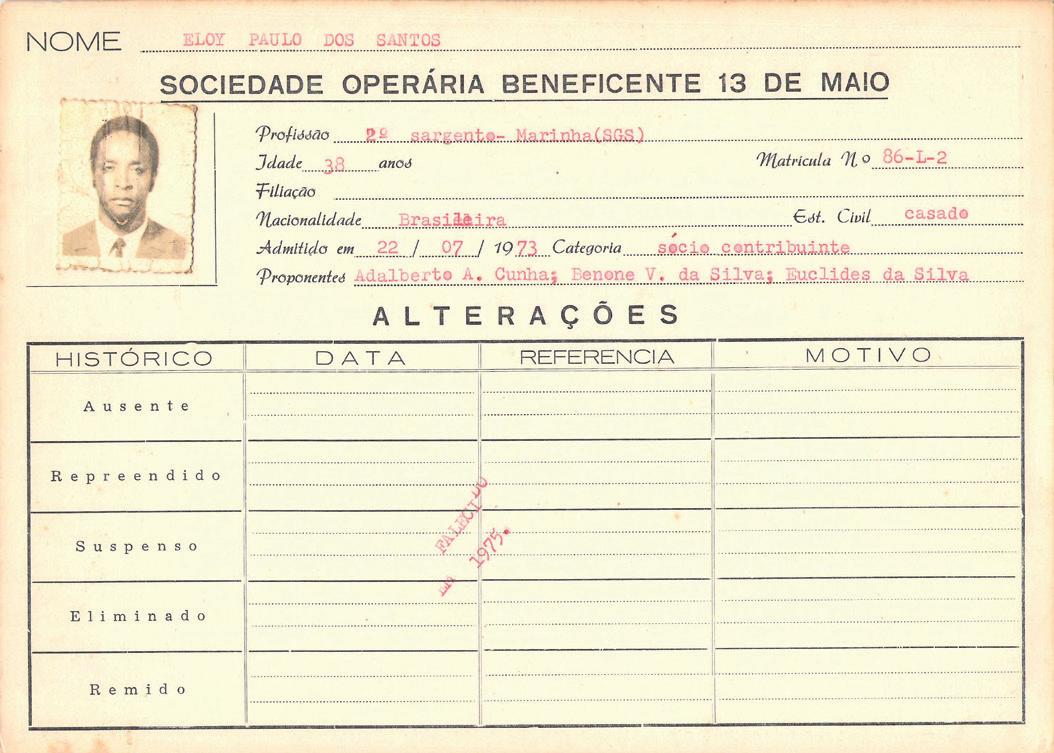 NOME ELOY PAULO DOS SANTOS
SOCIEDADE OPERÁRIA BENEFICENTE 13 DE MAIO
Profissão 2º sargento- Marinha(SGS)
Idade 38 anos Matrícula N.º 86-L-2
Filiação
Nacionalidade Brasileira Est. Civil casado
Admitido em 22 / 07 / 1973 Categoria sócio contribuinte
Proponentes Adalberto A. Cunha; Benone V. da Silva; Euclides da Silva
ALTERAÇÕES
HISTÓRICO DATA REFERENCIA MOTIVO
Ausente
Repreendido
Suspenso
FALECIDO
Em 1975.
Eliminado
Remido